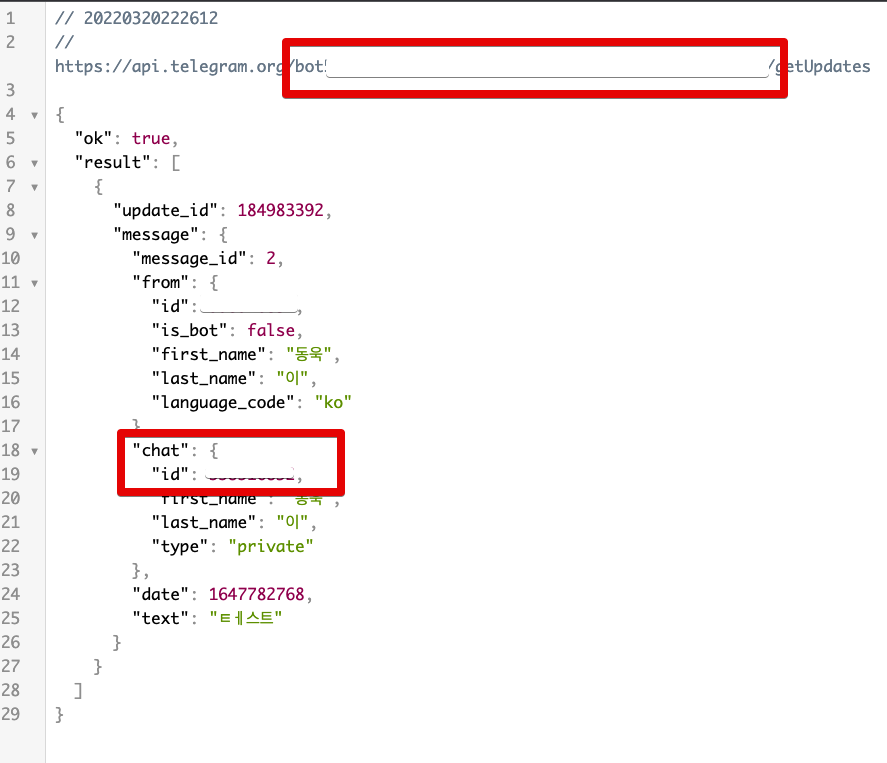 1 // 20220320222612
2 //
https://api.telegram.org/bot /getUpdates
3
4 {
5 "ok": true,
6 "result": [
7 {
8 "update_id": 184983392,
9 "message": {
10 "message_id": 2,
11 "from": {
12 "id": ,
13 "is_bot": false,
14 "first_name": "동욱",
15 "last_name": "이",
16 "language_code": "ko"
17 }
18 "chat": {
19 "id": ,
20 "first_name": "동욱",
21 "last_name": "이",
22 "type": "private"
23 },
24 "date": 1647782768,
25 "text": "ㅌㅔ스트"
26 }
27 }
28 ]
29 }